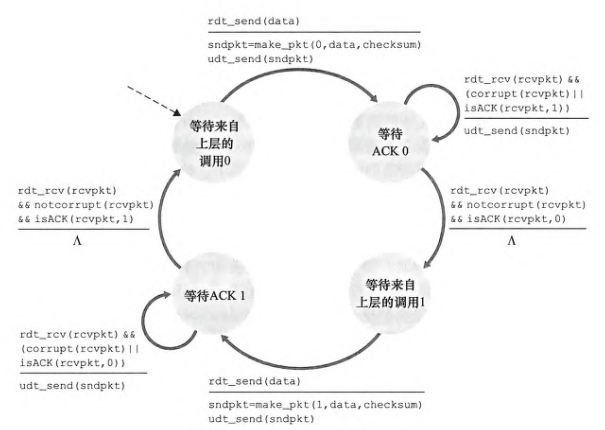 rdt_send(data)
sndpkt=make_pkt(0,data,checksum)
udt_send(sndpkt)
等待来自
上层的
调用0
等待
ACK 0
rdt_rcv(rcvpkt) &&
(corrupt(rcvpkt)||
isACK(rcvpkt,1))
udt_send(sndpkt)
rdt_rcv(rcvpkt)
&& notcorrupt(rcvpkt)
&& isACK(rcvpkt,1)
Λ
rdt_rcv(rcvpkt)
&& notcorrupt(rcvpkt)
&& isACK(rcvpkt,0)
Λ
等待ACK 1
等待来自
上层的调用1
rdt_rcv(rcvpkt) &&
(corrupt(rcvpkt)||
isACK(rcvpkt,0))
udt_send(sndpkt)
rdt_send(data)
sndpkt=make_pkt(1,data,checksum)
udt_send(sndpkt)